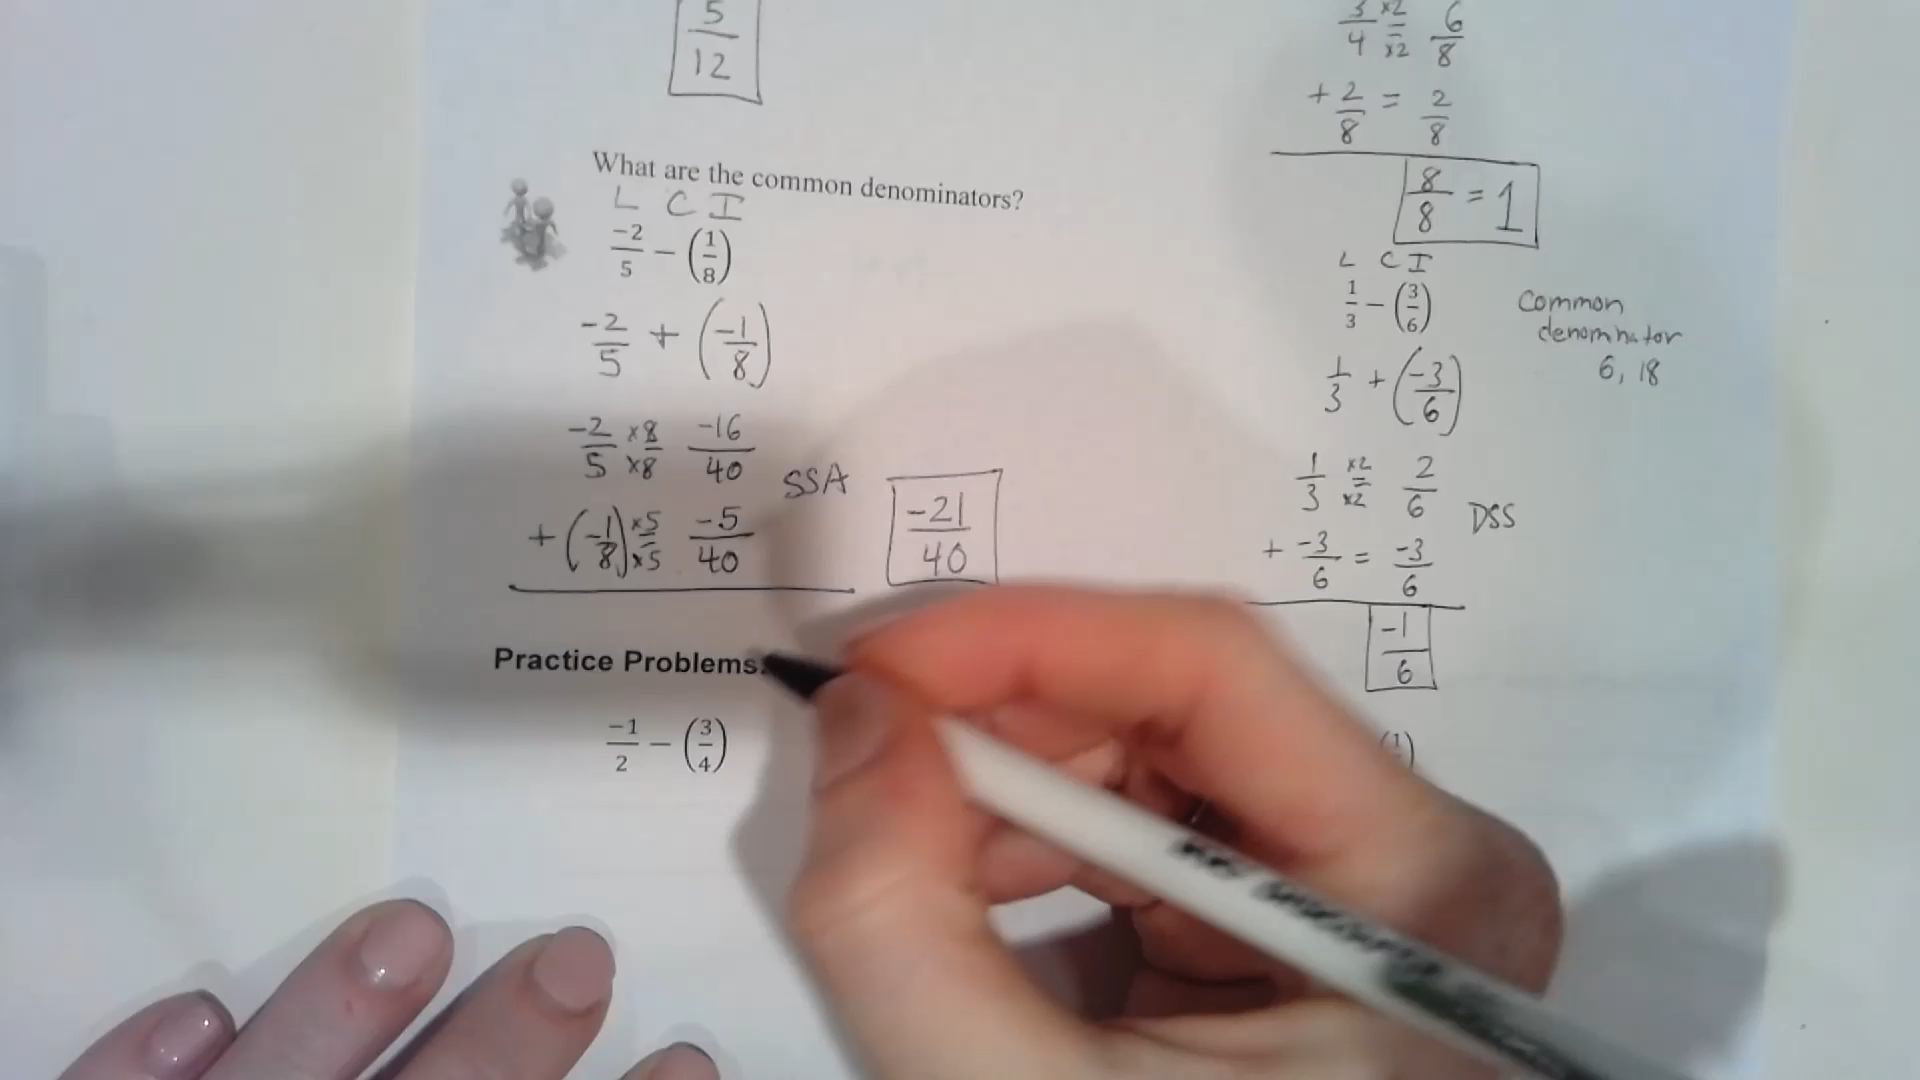 5/12
What are the common denominators?
L C I
-2/5 - (1/8)
-2/5 + (-1/8)
-2/5 ×8/×8 -16/40
SSA
+ (-1/8) ×5/×5 -5/40
-21/40
Practice Problems:
-1/2 - (3/4)
3/4 ×2/×2 6/8
+ 2/8 = 2/8
8/8 = 1
L C I
1/3 - (3/6)
Common
denominator
6, 18
1/3 + (-3/6)
1/3 ×2/×2 2/6
DSS
+ -3/6 = -3/6
-1/6